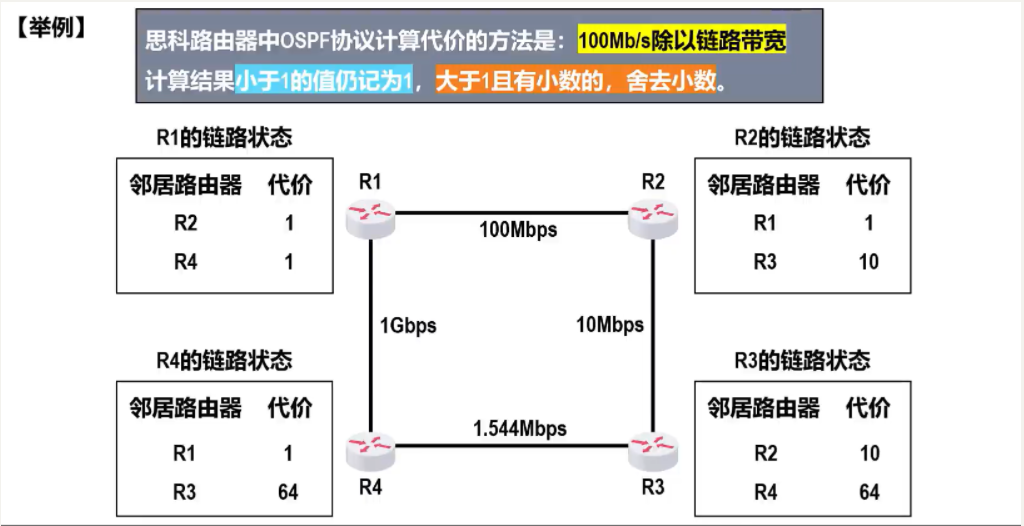 【举例】
思科路由器中OSPF协议计算代价的方法是：100Mb/s除以链路带宽
计算结果小于1的值仍记为1，大于1且有小数的，舍去小数。
R1的链路状态
邻居路由器 代价
R2 1
R4 1
R1
R2
100Mbps
R2的链路状态
邻居路由器 代价
R1 1
R3 10
1Gbps
10Mbps
R4的链路状态
邻居路由器 代价
R1 1
R3 64
1.544Mbps
R4
R3
R3的链路状态
邻居路由器 代价
R2 10
R4 64